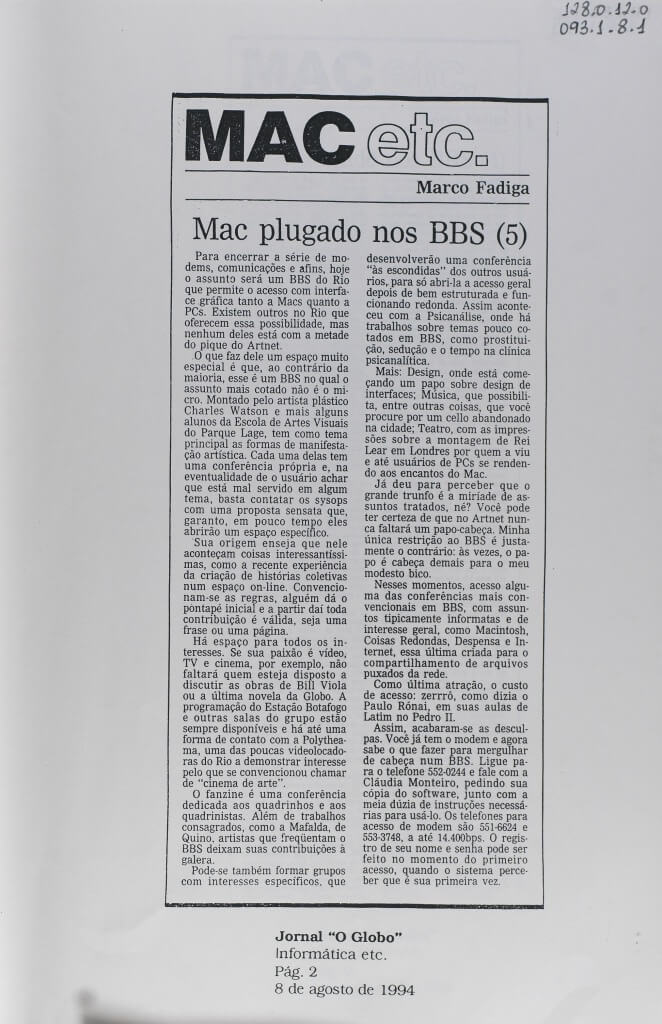 128.0.12.0
093.1.8.1
MAC etc.
Marco Fadiga
Mac plugado nos BBS (5)
Para encerrar a série de mo-
dems, comunicações e afins, hoje
o assunto será um BBS do Rio
que permite o acesso com interfa-
ce gráfica tanto a Macs quanto a
PCs. Existem outros no Rio que
oferecem essa possibilidade, mas
nenhum deles está com a metade
do pique do Artnet.
O que faz dele um espaço muito
especial é que, ao contrário da
maioria, esse é um BBS no qual o
assunto mais cotado não é o mi-
cro. Montado pelo artista plástico
Charles Watson e mais alguns
alunos da Escola de Artes Visuais
do Parque Lage, tem como tema
principal as formas de manifesta-
ção artística. Cada uma delas tem
uma conferência própria e, na
eventualidade de o usuário achar
que está mal servido em algum
tema, basta contatar os sysops
com uma proposta sensata que,
garanto, em pouco tempo eles
abrirão um espaço específico.
Sua origem enseja que nele
aconteçam coisas interessantíssi-
mas, como a recente experiência
da criação de histórias coletivas
num espaço on-line. Convencio-
nam-se as regras, alguém dá o
pontapé inicial e a partir daí toda
contribuição é válida, seja uma
frase ou uma página.
Há espaço para todos os in-
teresses. Se sua paixão é vídeo,
TV e cinema, por exemplo, não
faltará quem esteja disposto a
discutir as obras de Bill Viola
ou a última novela da Globo. A
programação do Estação Botafogo
e outras salas do grupo estão
sempre disponíveis e há até uma
forma de contato com a Polythea-
ma, uma das poucas videolocado-
ras do Rio a demonstrar interesse
pelo que se convencionou chamar
de “cinema de arte”.
O fanzine é uma conferência
dedicada aos quadrinhos e aos
quadrinistas. Além de trabalhos
consagrados, como a Mafalda, de
Quino, artistas que freqüentam o
BBS deixam suas contribuições à
galera.
Pode-se também formar grupos
com interesses específicos, que
desenvolverão uma conferência
“às escondidas” dos outros usuá-
rios, para só abri-la a acesso geral
depois de bem estruturada e fun-
cionando redonda. Assim aconte-
ceu com a Psicanálise, onde há
trabalhos sobre temas pouco co-
tados em BBS, como prostitui-
ção, sedução e o tempo na clínica
psicanalítica.
Mais: Design, onde está come-
çando um papo sobre design de
interfaces; Música, que possibili-
ta, entre outras coisas, que você
procure por um cello abandonado
na cidade; Teatro, com as impres-
sões sobre a montagem de Rei
Lear em Londres por quem a viu
e até usuários de PCs se renden-
do aos encantos do Mac.
Já deu para perceber que o
grande trunfo é a miríade de as-
suntos tratados, né? Você pode
ter certeza de que no Artnet nun-
ca faltará um papo-cabeça. Minha
única restrição ao BBS é justa-
mente o contrário: às vezes, o pa-
po é cabeça demais para o meu
modesto bico.
Nesses momentos, acesso algu-
ma das conferências mais con-
vencionais em BBS, com assun-
tos tipicamente informatas e de
interesse geral, como Macintosh,
Coisas Redondas, Despensa e In-
ternet, essa última criada para o
compartilhamento de arquivos
puxados da rede.
Como última atração, o custo
de acesso: zerrrô, como dizia o
Paulo Rónai, em suas aulas de
Latim no Pedro II.
Assim, acabaram-se as descul-
pas. Você já tem o modem e agora
sabe o que fazer para mergulhar
de cabeça num BBS. Ligue pa-
ra o telefone 552-0244 e fale com a
Cláudia Monteiro, pedindo sua
cópia do software, junto com a
meia dúzia de instruções necessá-
rias para usá-lo. Os telefones para
acesso de modem são 551-6624 e
553-3748, a até 14.400bps. O regis-
tro de seu nome e senha pode ser
feito no momento do primeiro
acesso, quando o sistema perce-
ber que é sua primeira vez.
Jornal “O Globo”
Informática etc.
Pág. 2
8 de agosto de 1994